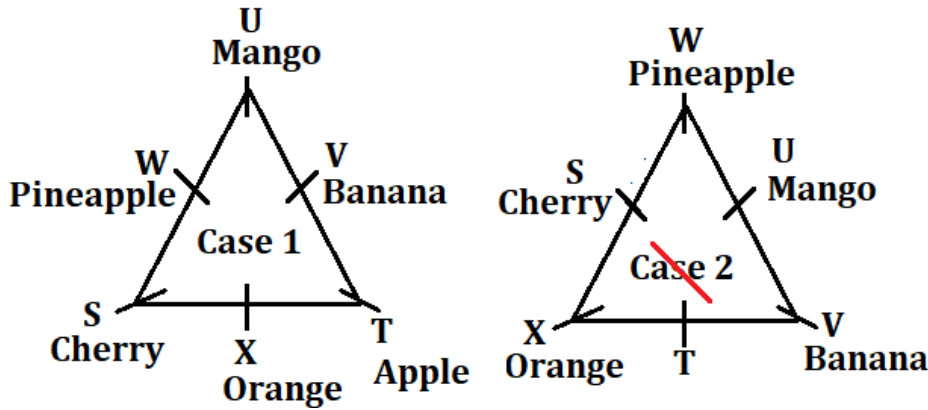 U
Mango
W
Pineapple
V
Banana
Case 1
S
Cherry
X
Orange
T
Apple
W
Pineapple
S
Cherry
U
Mango
Case 2
X
Orange
T
V
Banana